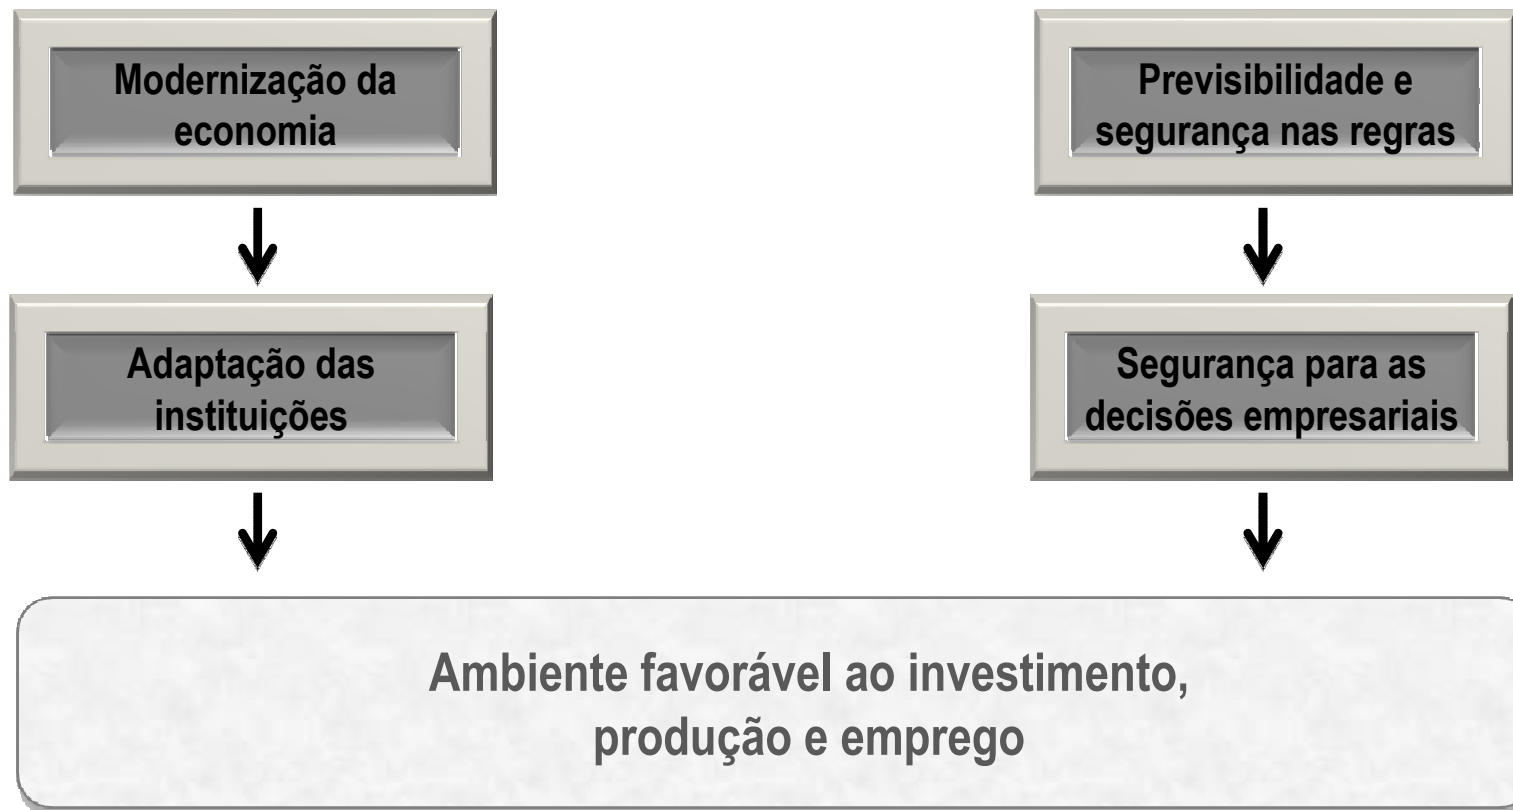 Modernização da
economia
Previsibilidade e
segurança nas regras
Adaptação das
instituições
Segurança para as
decisões empresariais
Ambiente favorável ao investimento,
produção e emprego